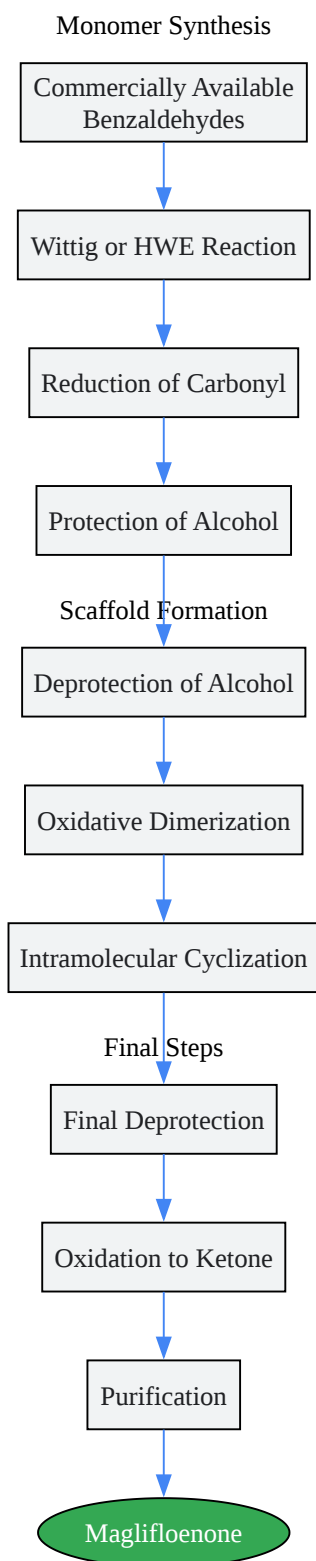 Monomer Synthesis
Commercially Available
Benzaldehydes
Wittig or HWE Reaction
Reduction of Carbonyl
Protection of Alcohol
Scaffold Formation
Deprotection of Alcohol
Oxidative Dimerization
Intramolecular Cyclization
Final Steps
Final Deprotection
Oxidation to Ketone
Purification
Maglifloenone